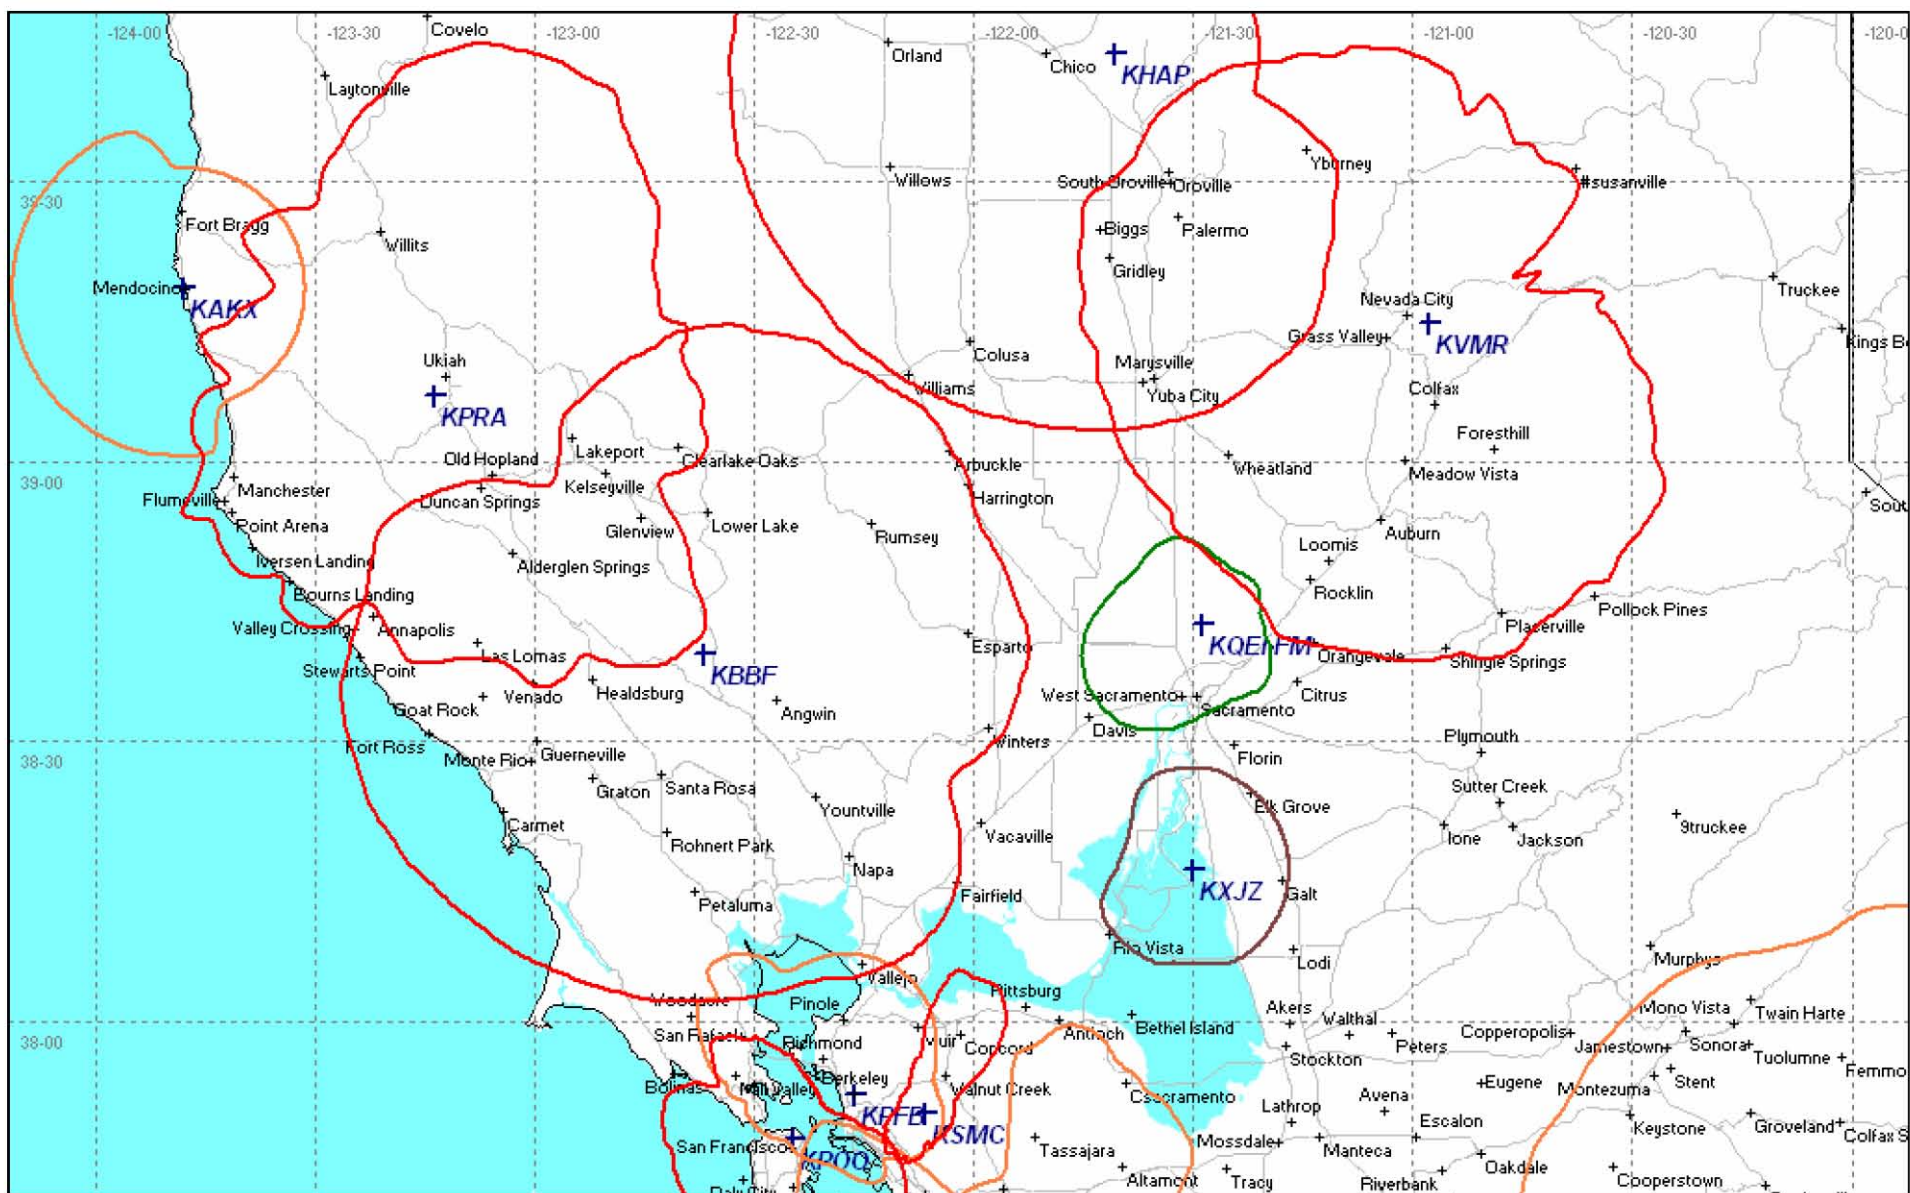 -124-00
-123-30
-123-00
-122-30
-122-00
-121-30
-121-00
-120-30
Covelo
Orland
Chico
KHAP
Laytonville
Yburney
Willows
South Oroville
Oroville
#susanville
39-30
Fort Bragg
Willits
Biggs
Palermo
Gridley
Mendocino
KAKX
Nevada City
Truckee
Grass Valley
KVMR
Colusa
Ukiah
Marysville
Williams
Yuba City
Colfax
KPRA
Foresthill
Lakeport
Old Hopland
Clearlake Oaks
Arbuckle
Wheatland
Meadow Vista
39-00
Manchester
Kelseyville
Harrington
Flumeville
Duncan Springs
Point Arena
Glenview
Lower Lake
Rumsey
Auburn
Loomis
Iversen Landing
Alderglen Springs
Rocklin
Bourns Landing
Pollock Pines
Valley Crossing
Annapolis
Placerville
Las Lomas
Esparto
KQEI-FM
Orangevale
Shingle Springs
Stewarts Point
KBBF
Venado
Healdsburg
West Sacramento
Citrus
Goat Rock
Angwin
Sacramento
Davis
Fort Ross
Winters
Plymouth
38-30
Monte Rio
Guerneville
Florin
Graton
Santa Rosa
Sutter Creek
Yountville
Elk Grove
9truckee
Carmet
Rohnert Park
Vacaville
Ione
Jackson
Napa
KXJZ
Petaluma
Fairfield
Galt
Rio Vista
Lodi
Murphys
Vallejo
Woodacre
Pinole
Pittsburg
Akers
Mono Vista
Twain Harte
San Rafael
Antioch
Bethel Island
Walthal
Copperopolis
38-00
Richmond
Muir
Concord
Peters
Jamestown
Sonora
Stockton
Tuolumne
Bolinas
Mill Valley
Berkeley
Walnut Creek
Eugene
Montezuma
Stent
Csacramento
KPFB
Lathrop
Avena
Escalon
Keystone
Groveland
San Francisco
KSMC
KPOO
Tassajara
Mossdale
Manteca
Oakdale
Altamont
Tracy
Riverbank
Cooperstown